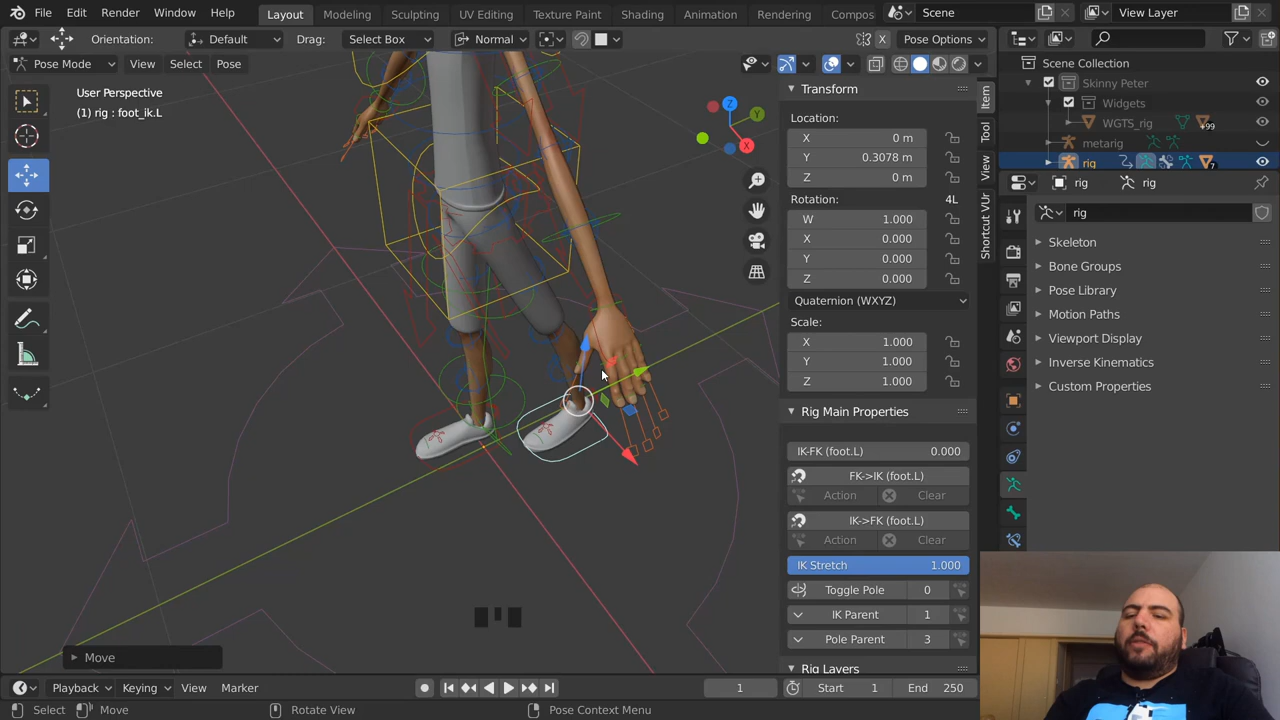 File Edit Render Window Help Layout Modeling Sculpting UV Editing Texture Paint Shading Animation Rendering Compos Scene View Layer
Orientation: Default Drag: Select Box Normal X Pose Options
Pose Mode View Select Pose
User Perspective
(1) rig : foot_ik.L
Z
Y
X
Item
Tool
View
Shortcut VUr
Transform
Location:
X 0 m
Y 0.3078 m
Z 0 m
Rotation: 4L
W 1.000
X 0.000
Y 0.000
Z 0.000
Quaternion (WXYZ)
Scale:
X 1.000
Y 1.000
Z 1.000
Rig Main Properties
IK-FK (foot.L) 0.000
FK->IK (foot.L)
Action Clear
IK->FK (foot.L)
Action Clear
IK Stretch 1.000
Toggle Pole 0
IK Parent 1
Pole Parent 3
Rig Layers
Scene Collection
Skinny Peter
Widgets
WGTS_rig +99
metarig
rig 7
rig rig
rig
Skeleton
Bone Groups
Pose Library
Motion Paths
Viewport Display
Inverse Kinematics
Custom Properties
Move
Playback Keying View Marker 1 Start 1 End 250
Select Move Rotate View Pose Context Menu